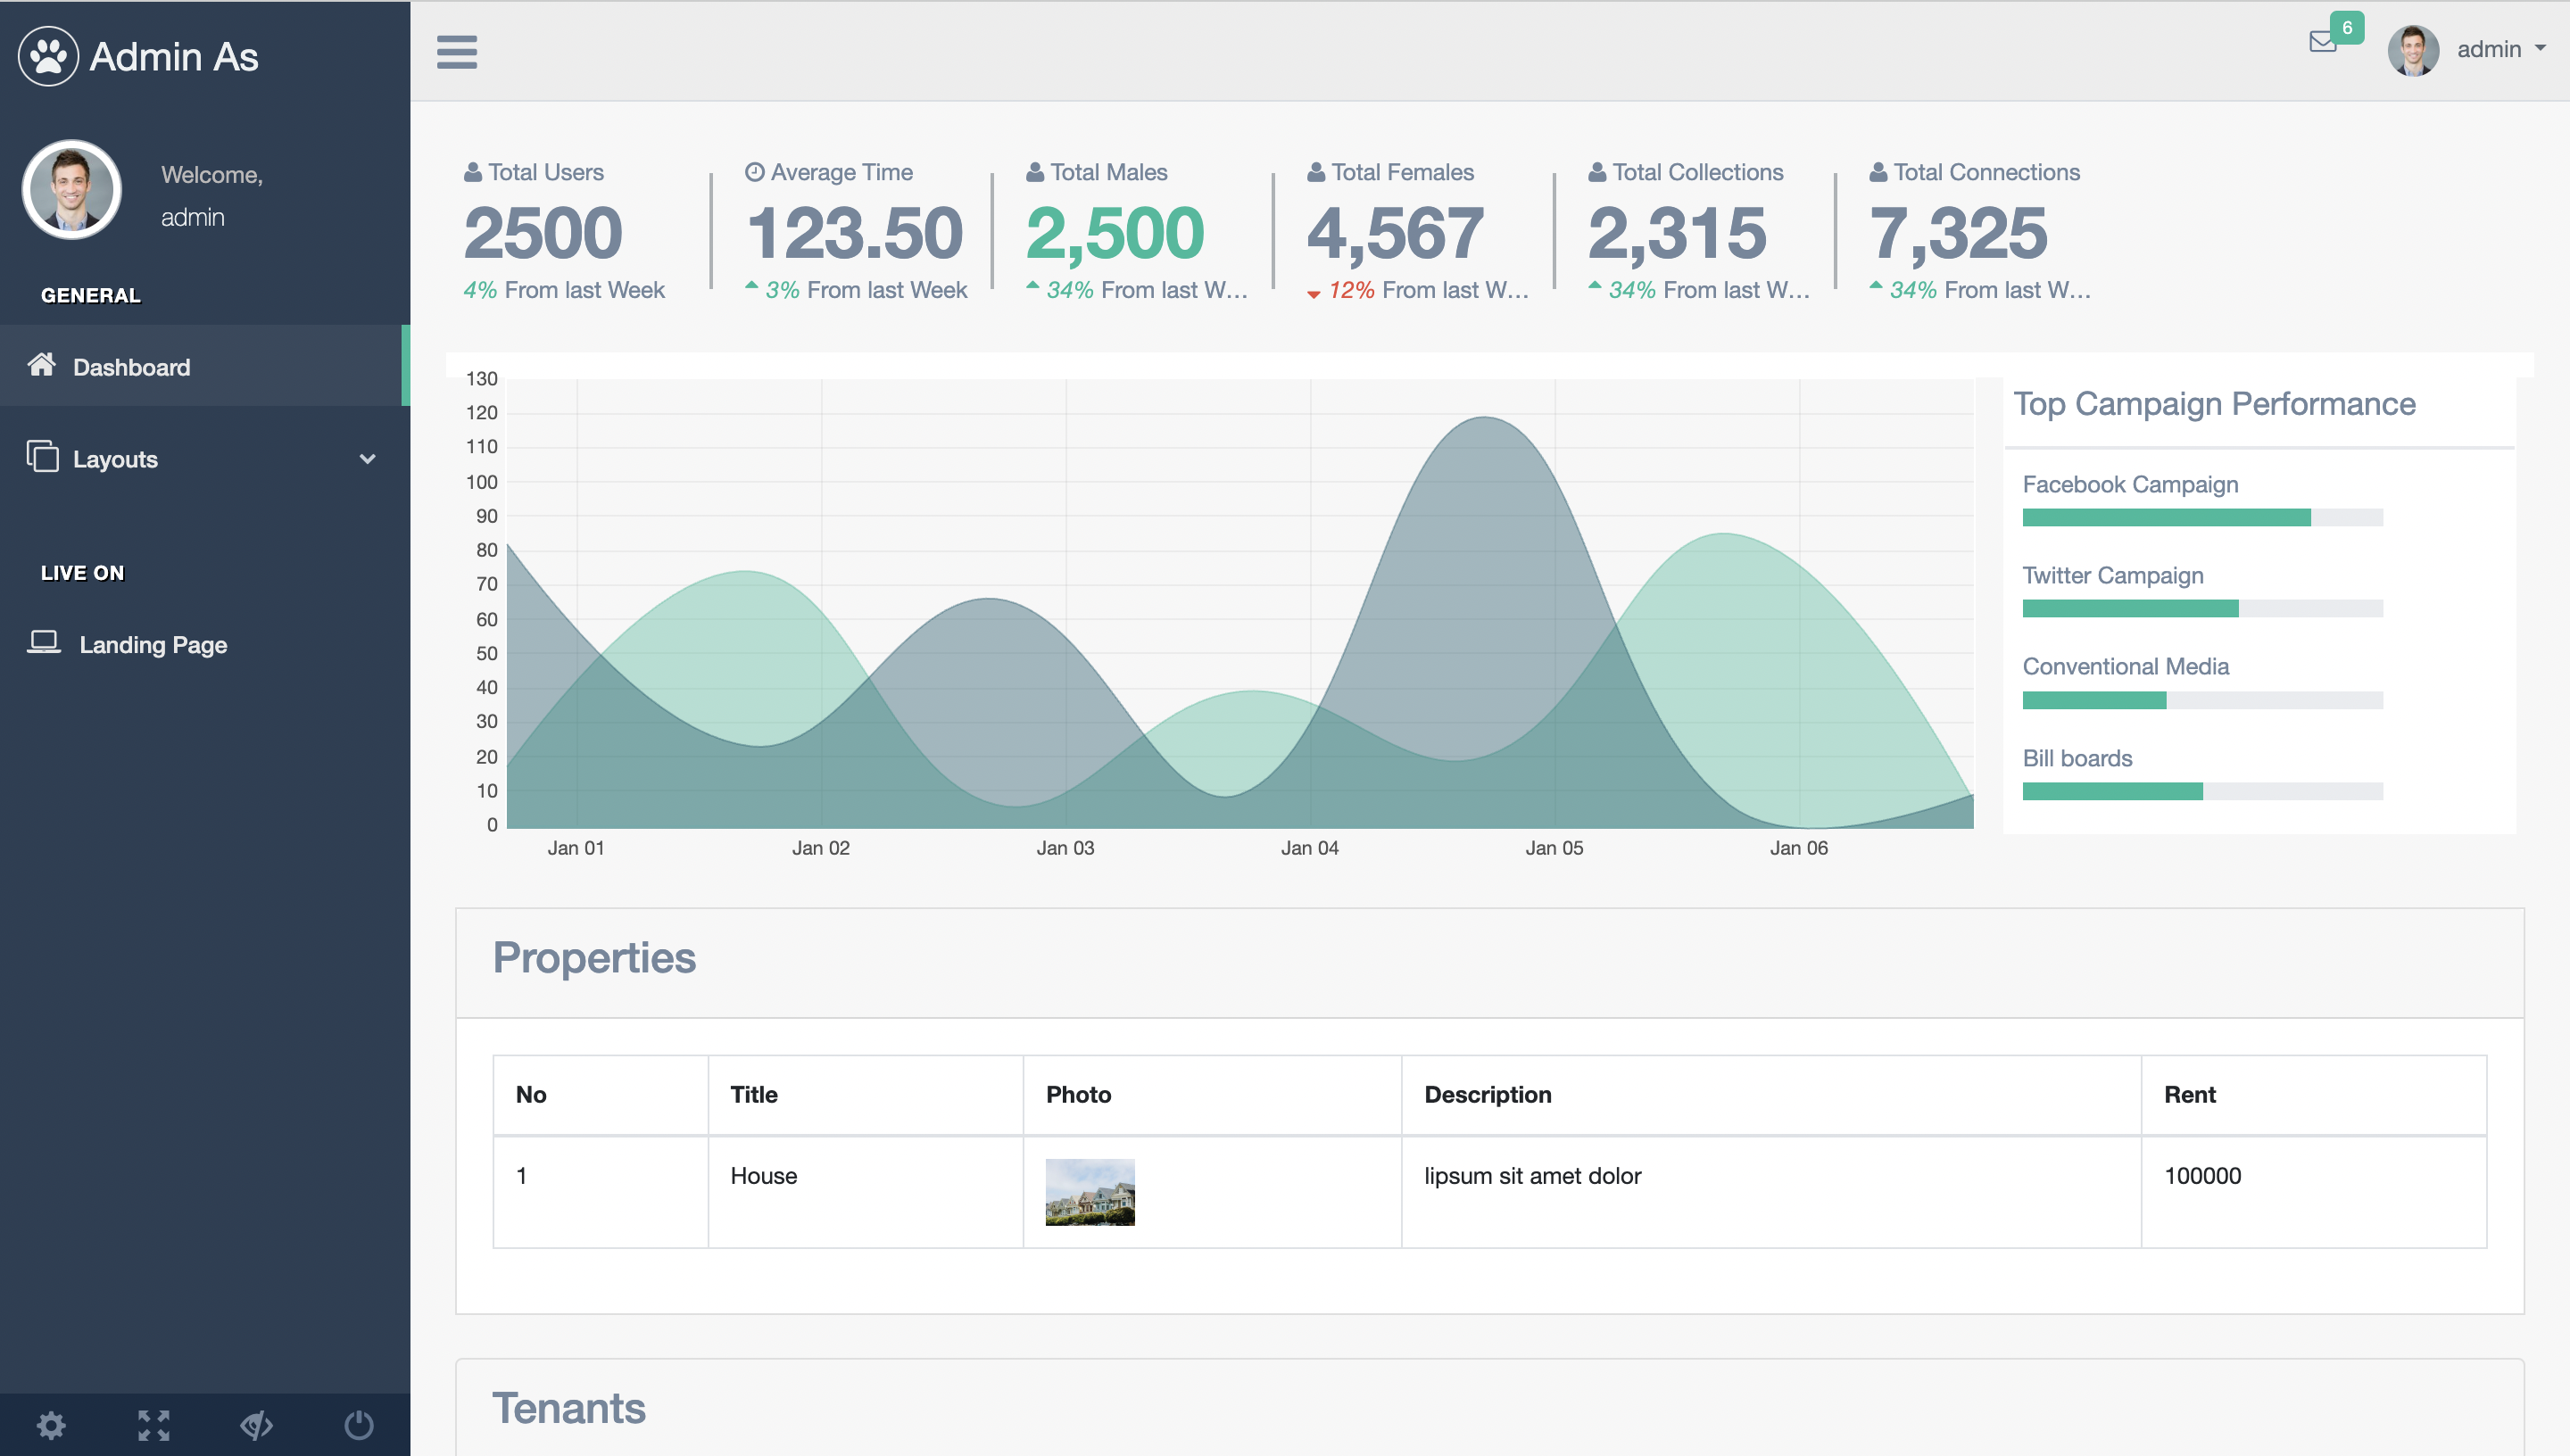 Admin As
6
admin
Welcome,
admin
GENERAL
Dashboard
Layouts
LIVE ON
Landing Page
Total Users
2500
4% From last Week
Average Time
123.50
3% From last Week
Total Males
2,500
34% From last W...
Total Females
4,567
12% From last W...
Total Collections
2,315
34% From last W...
Total Connections
7,325
34% From last W...
130
120
110
100
90
80
70
60
50
40
30
20
10
0
Jan 01 Jan 02 Jan 03 Jan 04 Jan 05 Jan 06
Top Campaign Performance
Facebook Campaign
Twitter Campaign
Conventional Media
Bill boards
Properties
No Title Photo Description Rent
1 House lipsum sit amet dolor 100000
Tenants